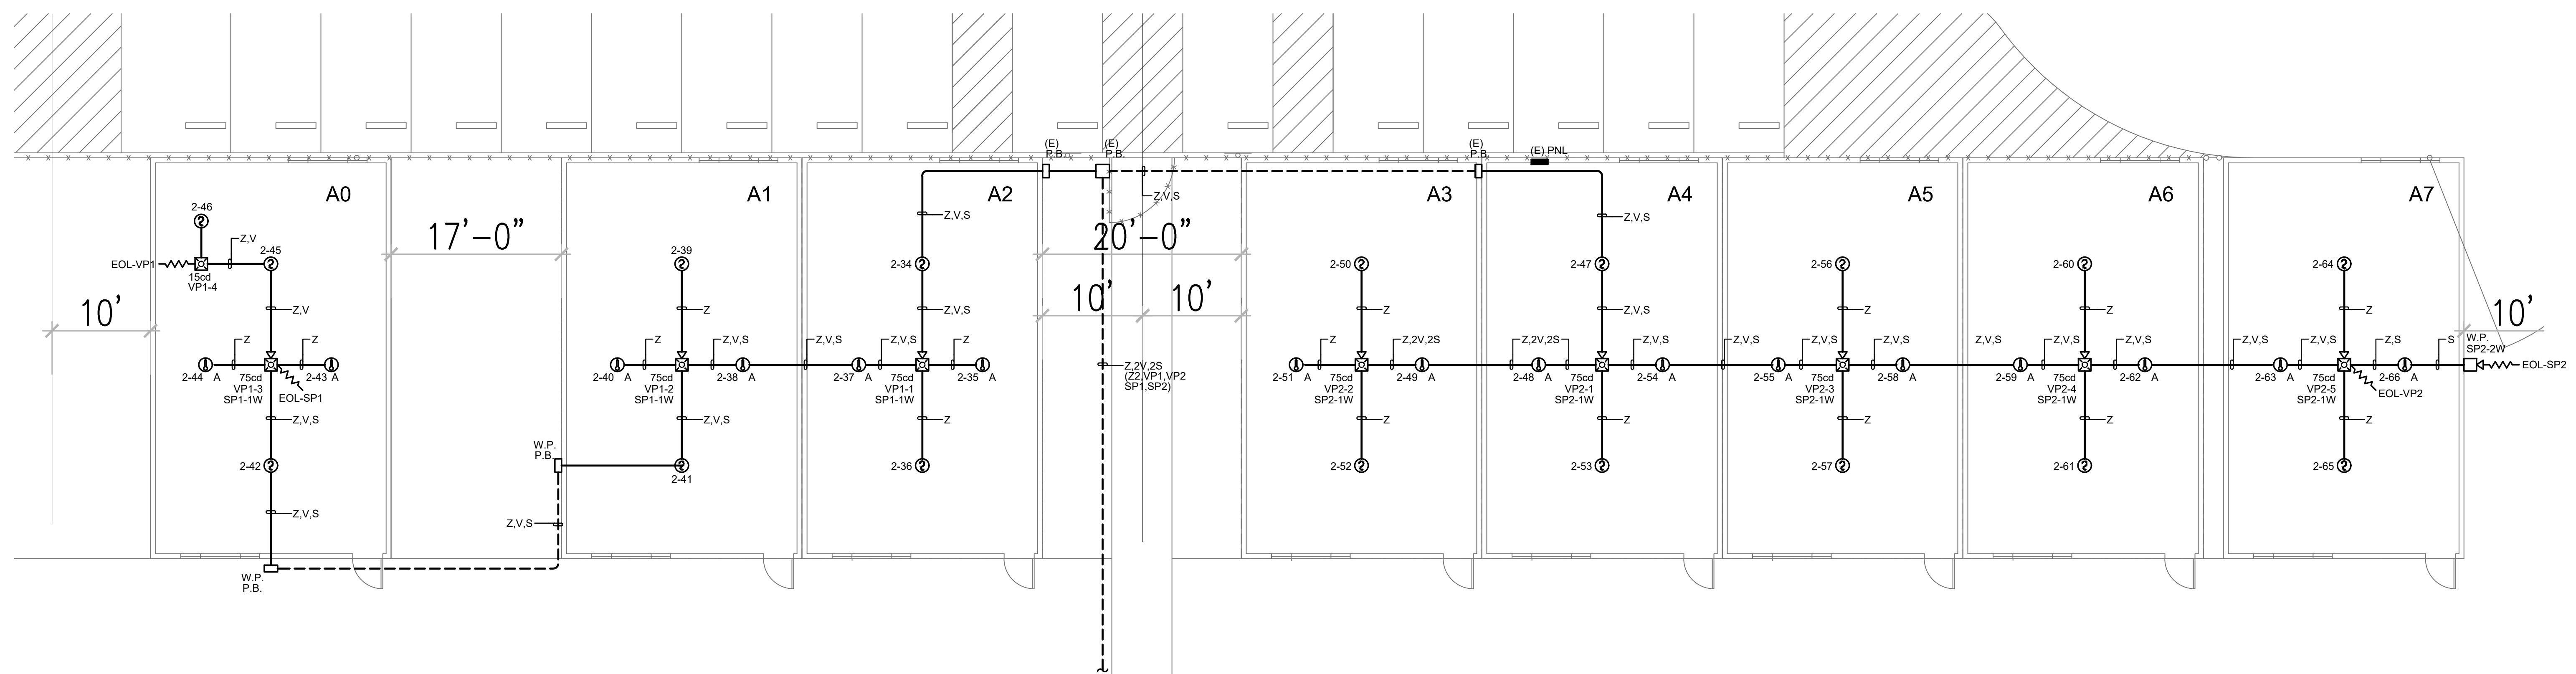 (E)
P.B.
(E)
P.B.
(E)
P.B.
(E) PNL
A0
A1
A2
A3
A4
A5
A6
A7
Z,V,S
2-46
Z,V,S
Z,V,S
17'-0"
20'-0"
Z,V
2-45
EOL-VP1
15cd
VP1-4
2-39
2-34
2-50
2-47
2-56
2-60
2-64
10'
10'
10'
10'
Z,V
Z
Z,V,S
Z
Z,V,S
Z
Z
Z
Z
Z
Z
Z,V,S
Z,V,S
Z,V,S
Z
Z
Z,2V,2S
Z,2V,2S
Z,V,S
Z,V,S
Z,V,S
Z,V,S
Z,V,S
Z,V,S
Z,V,S
Z,V,S
Z,V,S
Z,S
S
W.P.
SP2-2W
EOL-SP2
2-44 A
75cd
VP1-3
SP1-1W
2-43 A
EOL-SP1
2-40 A
75cd
VP1-2
SP1-1W
2-38 A
2-37 A
75cd
VP1-1
SP1-1W
2-35 A
Z,2V,2S
(Z2,VP1,VP2
SP1,SP2)
2-51 A
75cd
VP2-2
SP2-1W
2-49 A
2-48 A
75cd
VP2-1
SP2-1W
2-54 A
2-55 A
75cd
VP2-3
SP2-1W
2-58 A
2-59 A
75cd
VP2-4
SP2-1W
2-62 A
2-63 A
75cd
VP2-5
SP2-1W
2-66 A
EOL-VP2
Z,V,S
Z,V,S
Z
Z
Z
Z
Z
Z
2-42
W.P.
P.B.
2-41
2-36
2-52
2-53
2-57
2-61
2-65
Z,V,S
Z,V,S
W.P.
P.B.